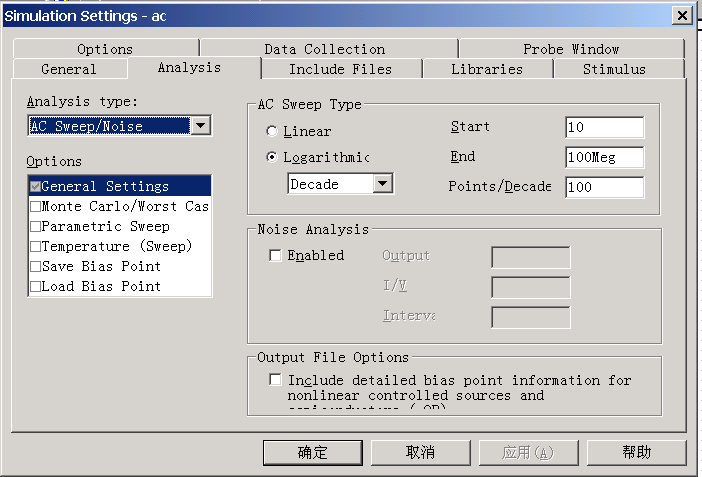 Simulation Settings - ac
Options Data Collection Probe Window
General Analysis Include Files Libraries Stimulus
Analysis type:
AC Sweep/Noise
Options
General Settings
Monte Carlo/Worst Cas
Parametric Sweep
Temperature (Sweep)
Save Bias Point
Load Bias Point
AC Sweep Type
Linear
Logarithmic
Decade
Start 10
End 100Meg
Points/Decade 100
Noise Analysis
Enabled
Output
I/V
Interva
Output File Options
Include detailed bias point information for
nonlinear controlled sources and
semiconductors (.OP)
确定 取消 应用(A) 帮助